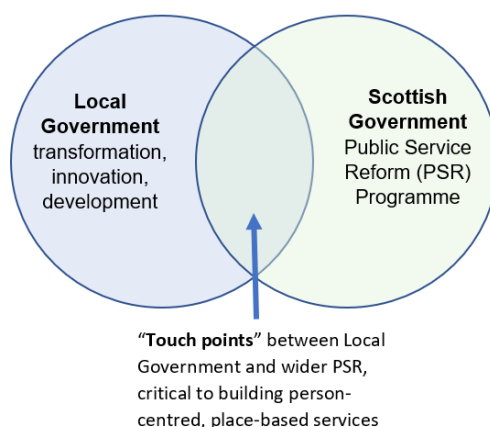 Local
Government
transformation,
innovation,
development
Scottish
Government
Public Service
Reform (PSR)
Programme
“Touch points” between Local
Government and wider PSR,
critical to building person-
centred, place-based services